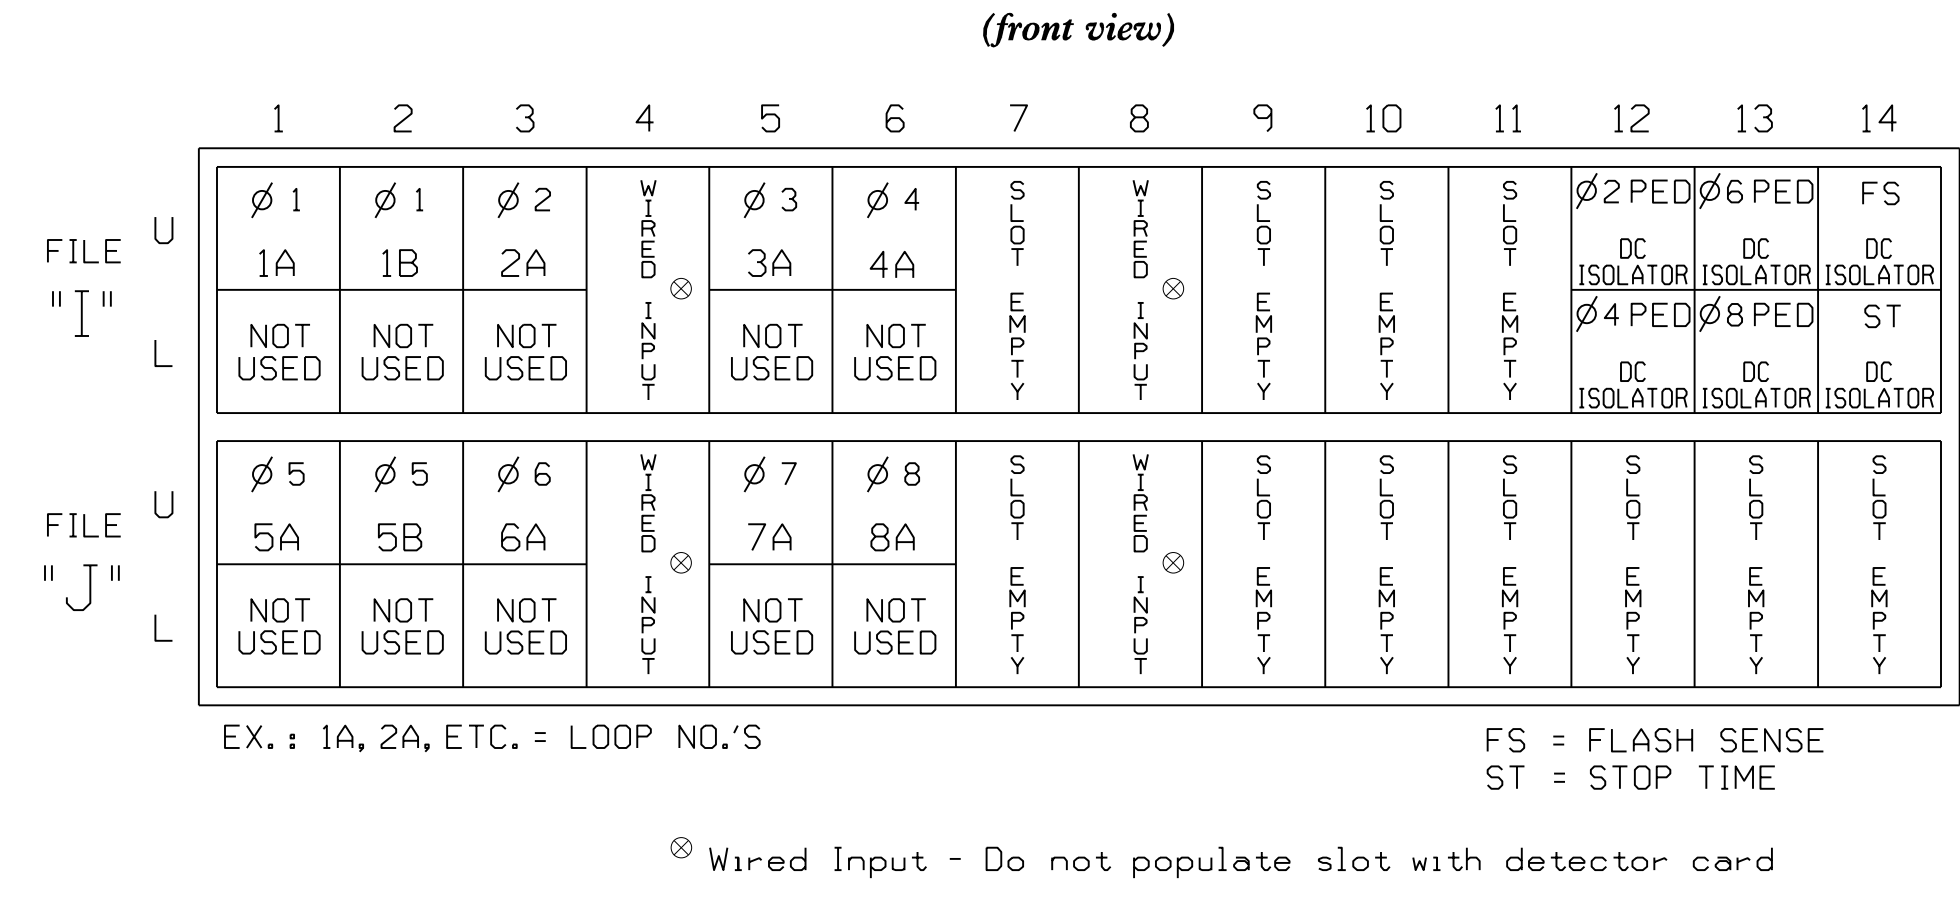 (front view)
1 2 3 4 5 6 7 8 9 10 11 12 13 14
FILE "I"
U
L
Ø 1
1A
Ø 1
1B
Ø 2
2A
WIRED INPUT ⊗
Ø 3
3A
Ø 4
4A
SLOT EMPTY
WIRED INPUT ⊗
SLOT EMPTY
SLOT EMPTY
SLOT EMPTY
Ø2 PED
DC
ISOLATOR
Ø6 PED
DC
ISOLATOR
FS
DC
ISOLATOR
NOT
USED
NOT
USED
NOT
USED
NOT
USED
NOT
USED
Ø4 PED
DC
ISOLATOR
Ø8 PED
DC
ISOLATOR
ST
DC
ISOLATOR
FILE "J"
U
L
Ø 5
5A
Ø 5
5B
Ø 6
6A
WIRED INPUT ⊗
Ø 7
7A
Ø 8
8A
SLOT EMPTY
WIRED INPUT ⊗
SLOT EMPTY
SLOT EMPTY
SLOT EMPTY
SLOT EMPTY
SLOT EMPTY
SLOT EMPTY
NOT
USED
NOT
USED
NOT
USED
NOT
USED
NOT
USED
EX.: 1A, 2A, ETC. = LOOP NO.'S
FS = FLASH SENSE
ST = STOP TIME
⊗ Wired Input - Do not populate slot with detector card